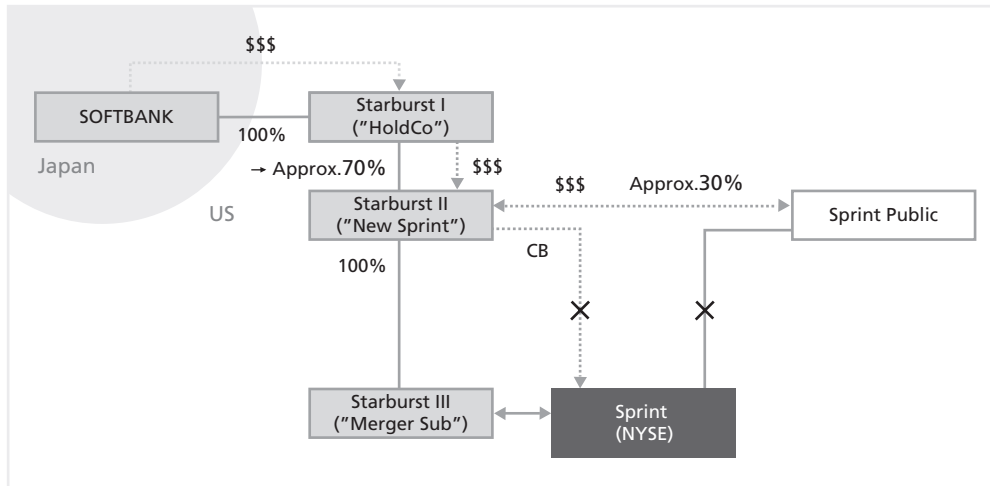 $$$
SOFTBANK
Starburst I
("HoldCo")
100%
Japan
→ Approx.70%
$$$
US
Starburst II
("New Sprint")
$$$
Approx.30%
Sprint Public
CB
100%
Starburst III
("Merger Sub")
Sprint
(NYSE)